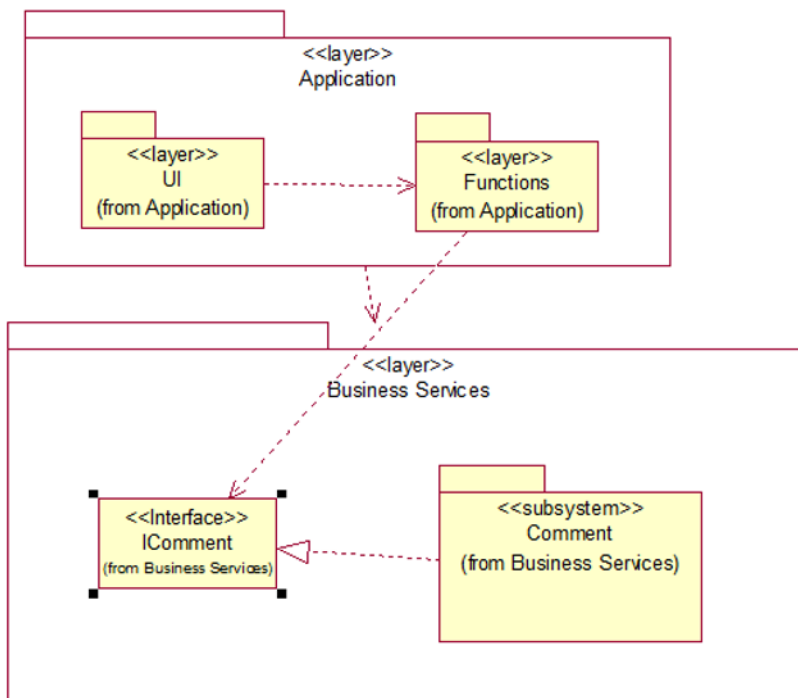 <<layer>>
Application
<<layer>>
UI
(from Application)
<<layer>>
Functions
(from Application)
<<layer>>
Business Services
<<Interface>>
IComment
(from Business Services)
<<subsystem>>
Comment
(from Business Services)